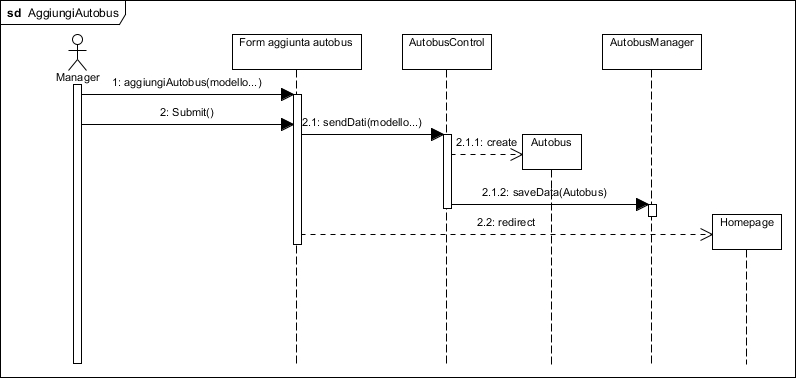 sd AggiungiAutobus
Form aggiunta autobus
AutobusControl
AutobusManager
Manager
1: aggiungiAutobus(modello...)
2: Submit()
2.1: sendDati(modello...)
2.1.1: create
Autobus
2.1.2: saveData(Autobus)
2.2: redirect
Homepage